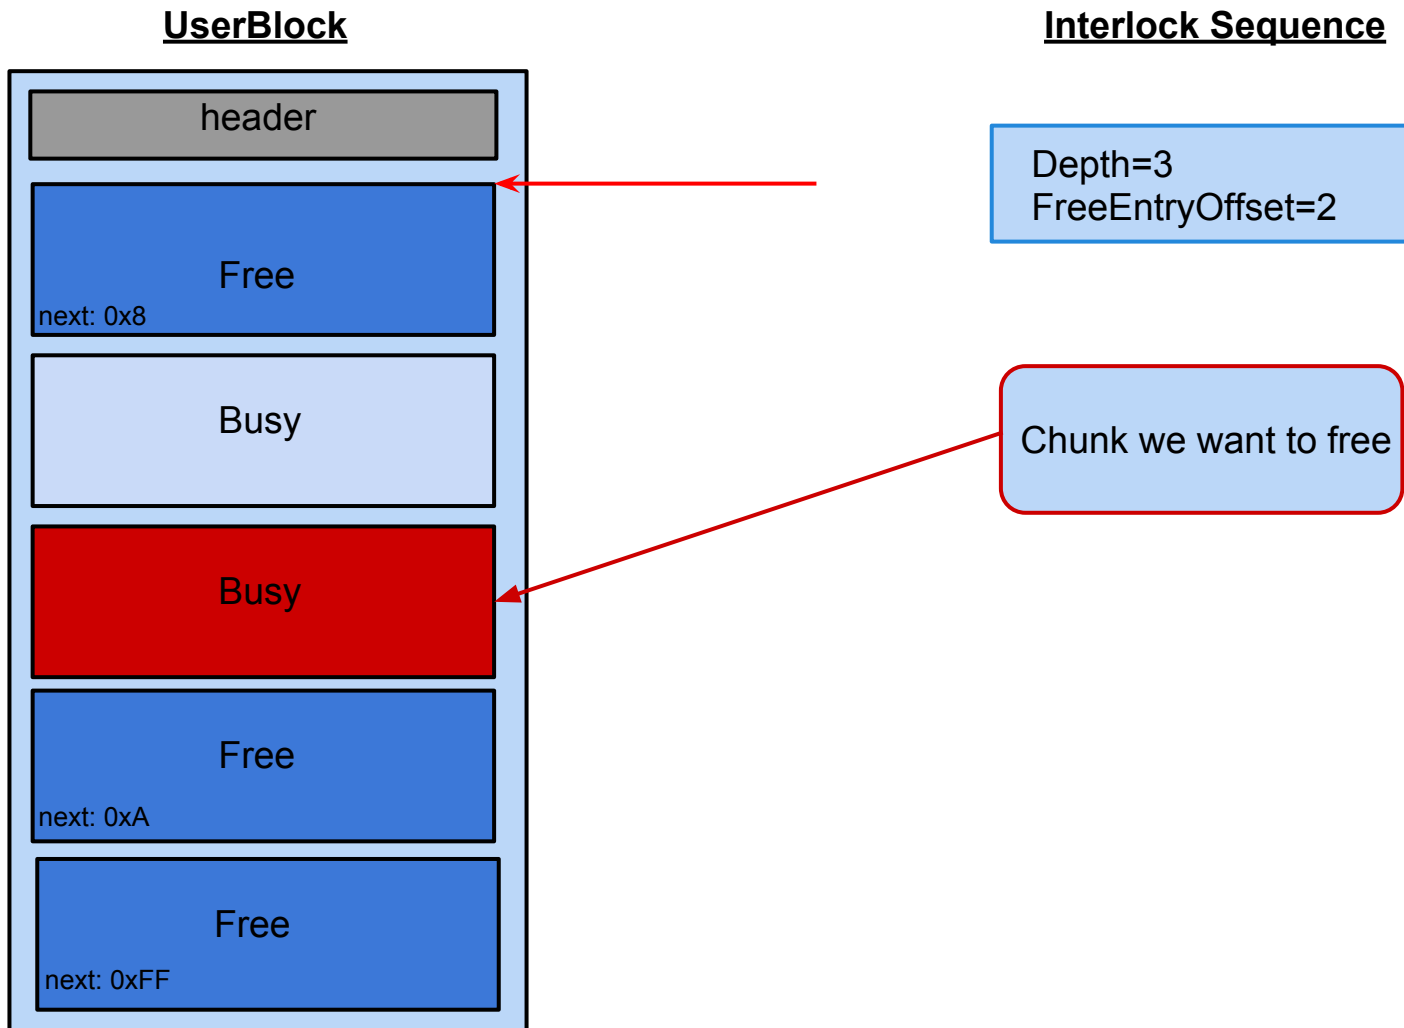 UserBlock
header
Free
next: 0x8
Busy
Busy
Free
next: 0xA
Free
next: 0xFF
Interlock Sequence
Depth=3
FreeEntryOffset=2
Chunk we want to free